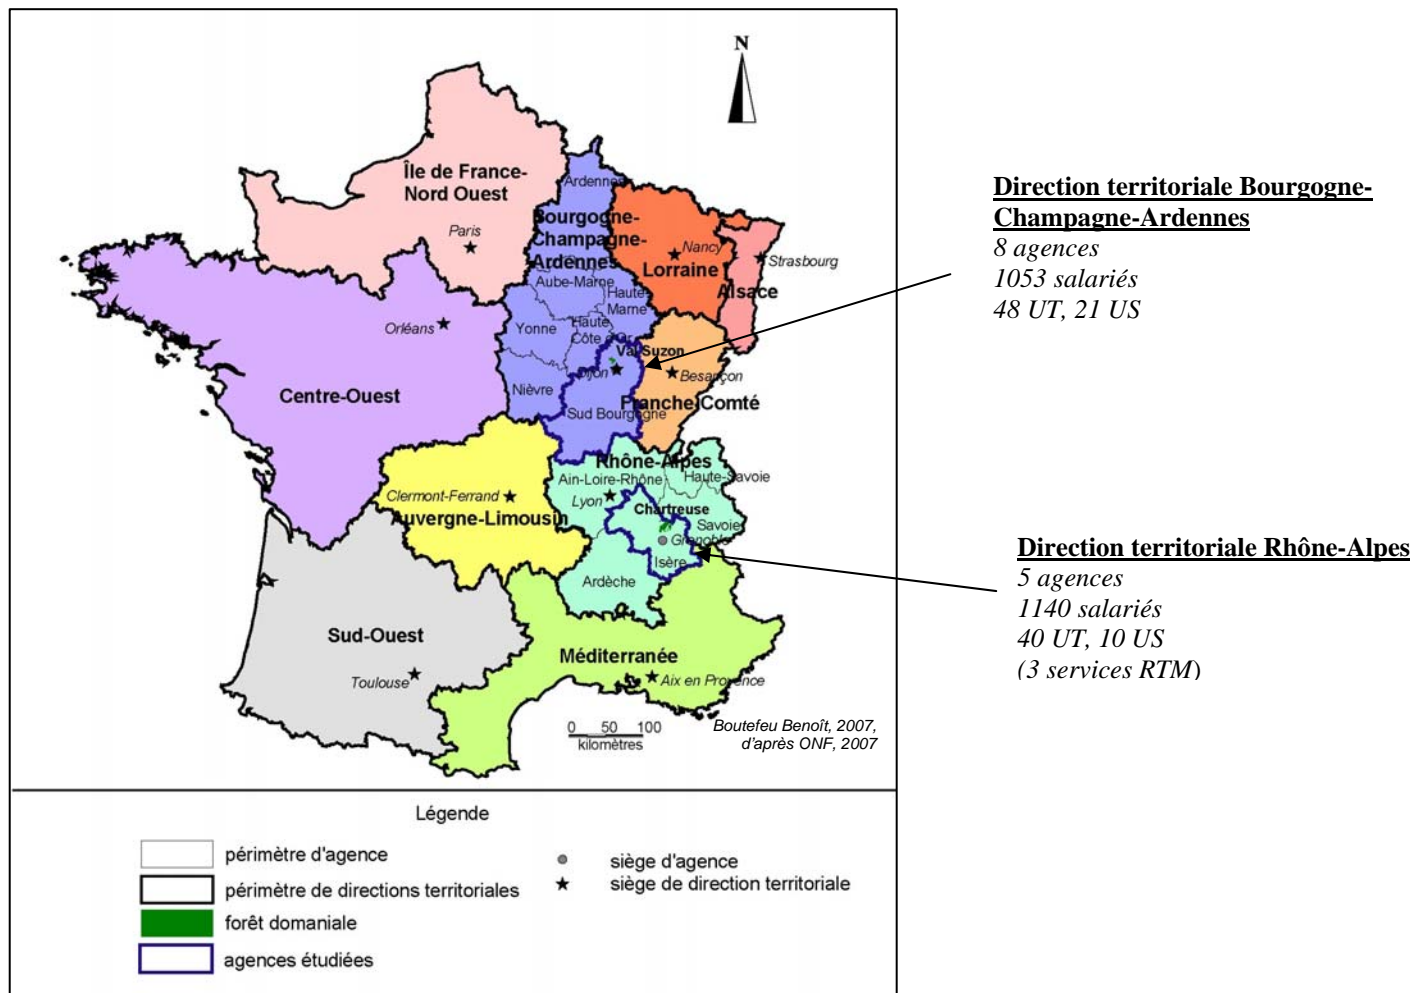 N
Île de France-
Nord Ouest
Paris
Ardennes
Bourgogne-
Champagne-
Ardennes
Nancy
Lorraine
Strasbourg
Alsace
Aube-Marne
Haute-
Marne
Orléans
Yonne
Haute
Côte d'Or
Val Suzon
Dijon
Besançon
Nièvre
Centre-Ouest
Franche-Comté
Sud Bourgogne
Rhône-Alpes
Haute-Savoie
Ain-Loire-Rhône
Clermont-Ferrand
Lyon
Chartreuse
Auvergne-Limousin
Savoie
Grenoble
Isère
Ardèche
Sud-Ouest
Méditerranée
Toulouse
Aix en Provence
0 50 100
kilomètres
Boutefeu Benoît, 2007,
d'après ONF, 2007
Direction territoriale Bourgogne-
Champagne-Ardennes
8 agences
1053 salariés
48 UT, 21 US
Direction territoriale Rhône-Alpes
5 agences
1140 salariés
40 UT, 10 US
(3 services RTM)
Légende
périmètre d'agence
périmètre de directions territoriales
forêt domaniale
agences étudiées
siège d'agence
siège de direction territoriale